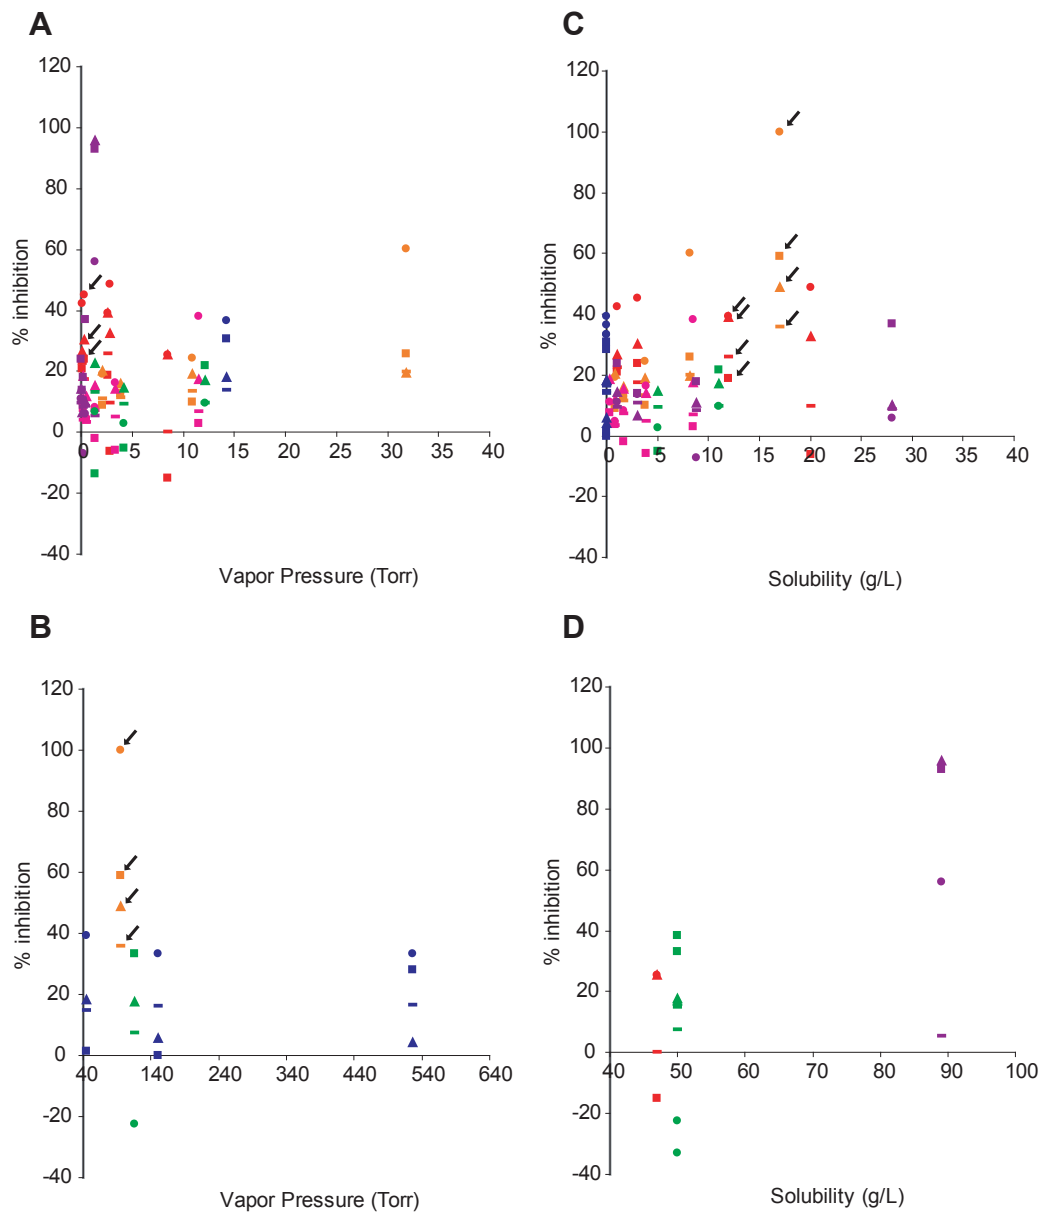 A
120
100
80
60
40
20
0
-20
-40
% inhibition
0 5 10 15 20 25 30 35 40
Vapor Pressure (Torr)
C
120
100
80
60
40
20
0
-20
-40
% inhibition
0 5 10 15 20 25 30 35 40
Solubility (g/L)
B
120
100
80
60
40
20
0
-20
-40
% inhibition
40 140 240 340 440 540 640
Vapor Pressure (Torr)
D
120
100
80
60
40
20
0
-20
-40
% inhibition
40 50 60 70 80 90 100
Solubility (g/L)